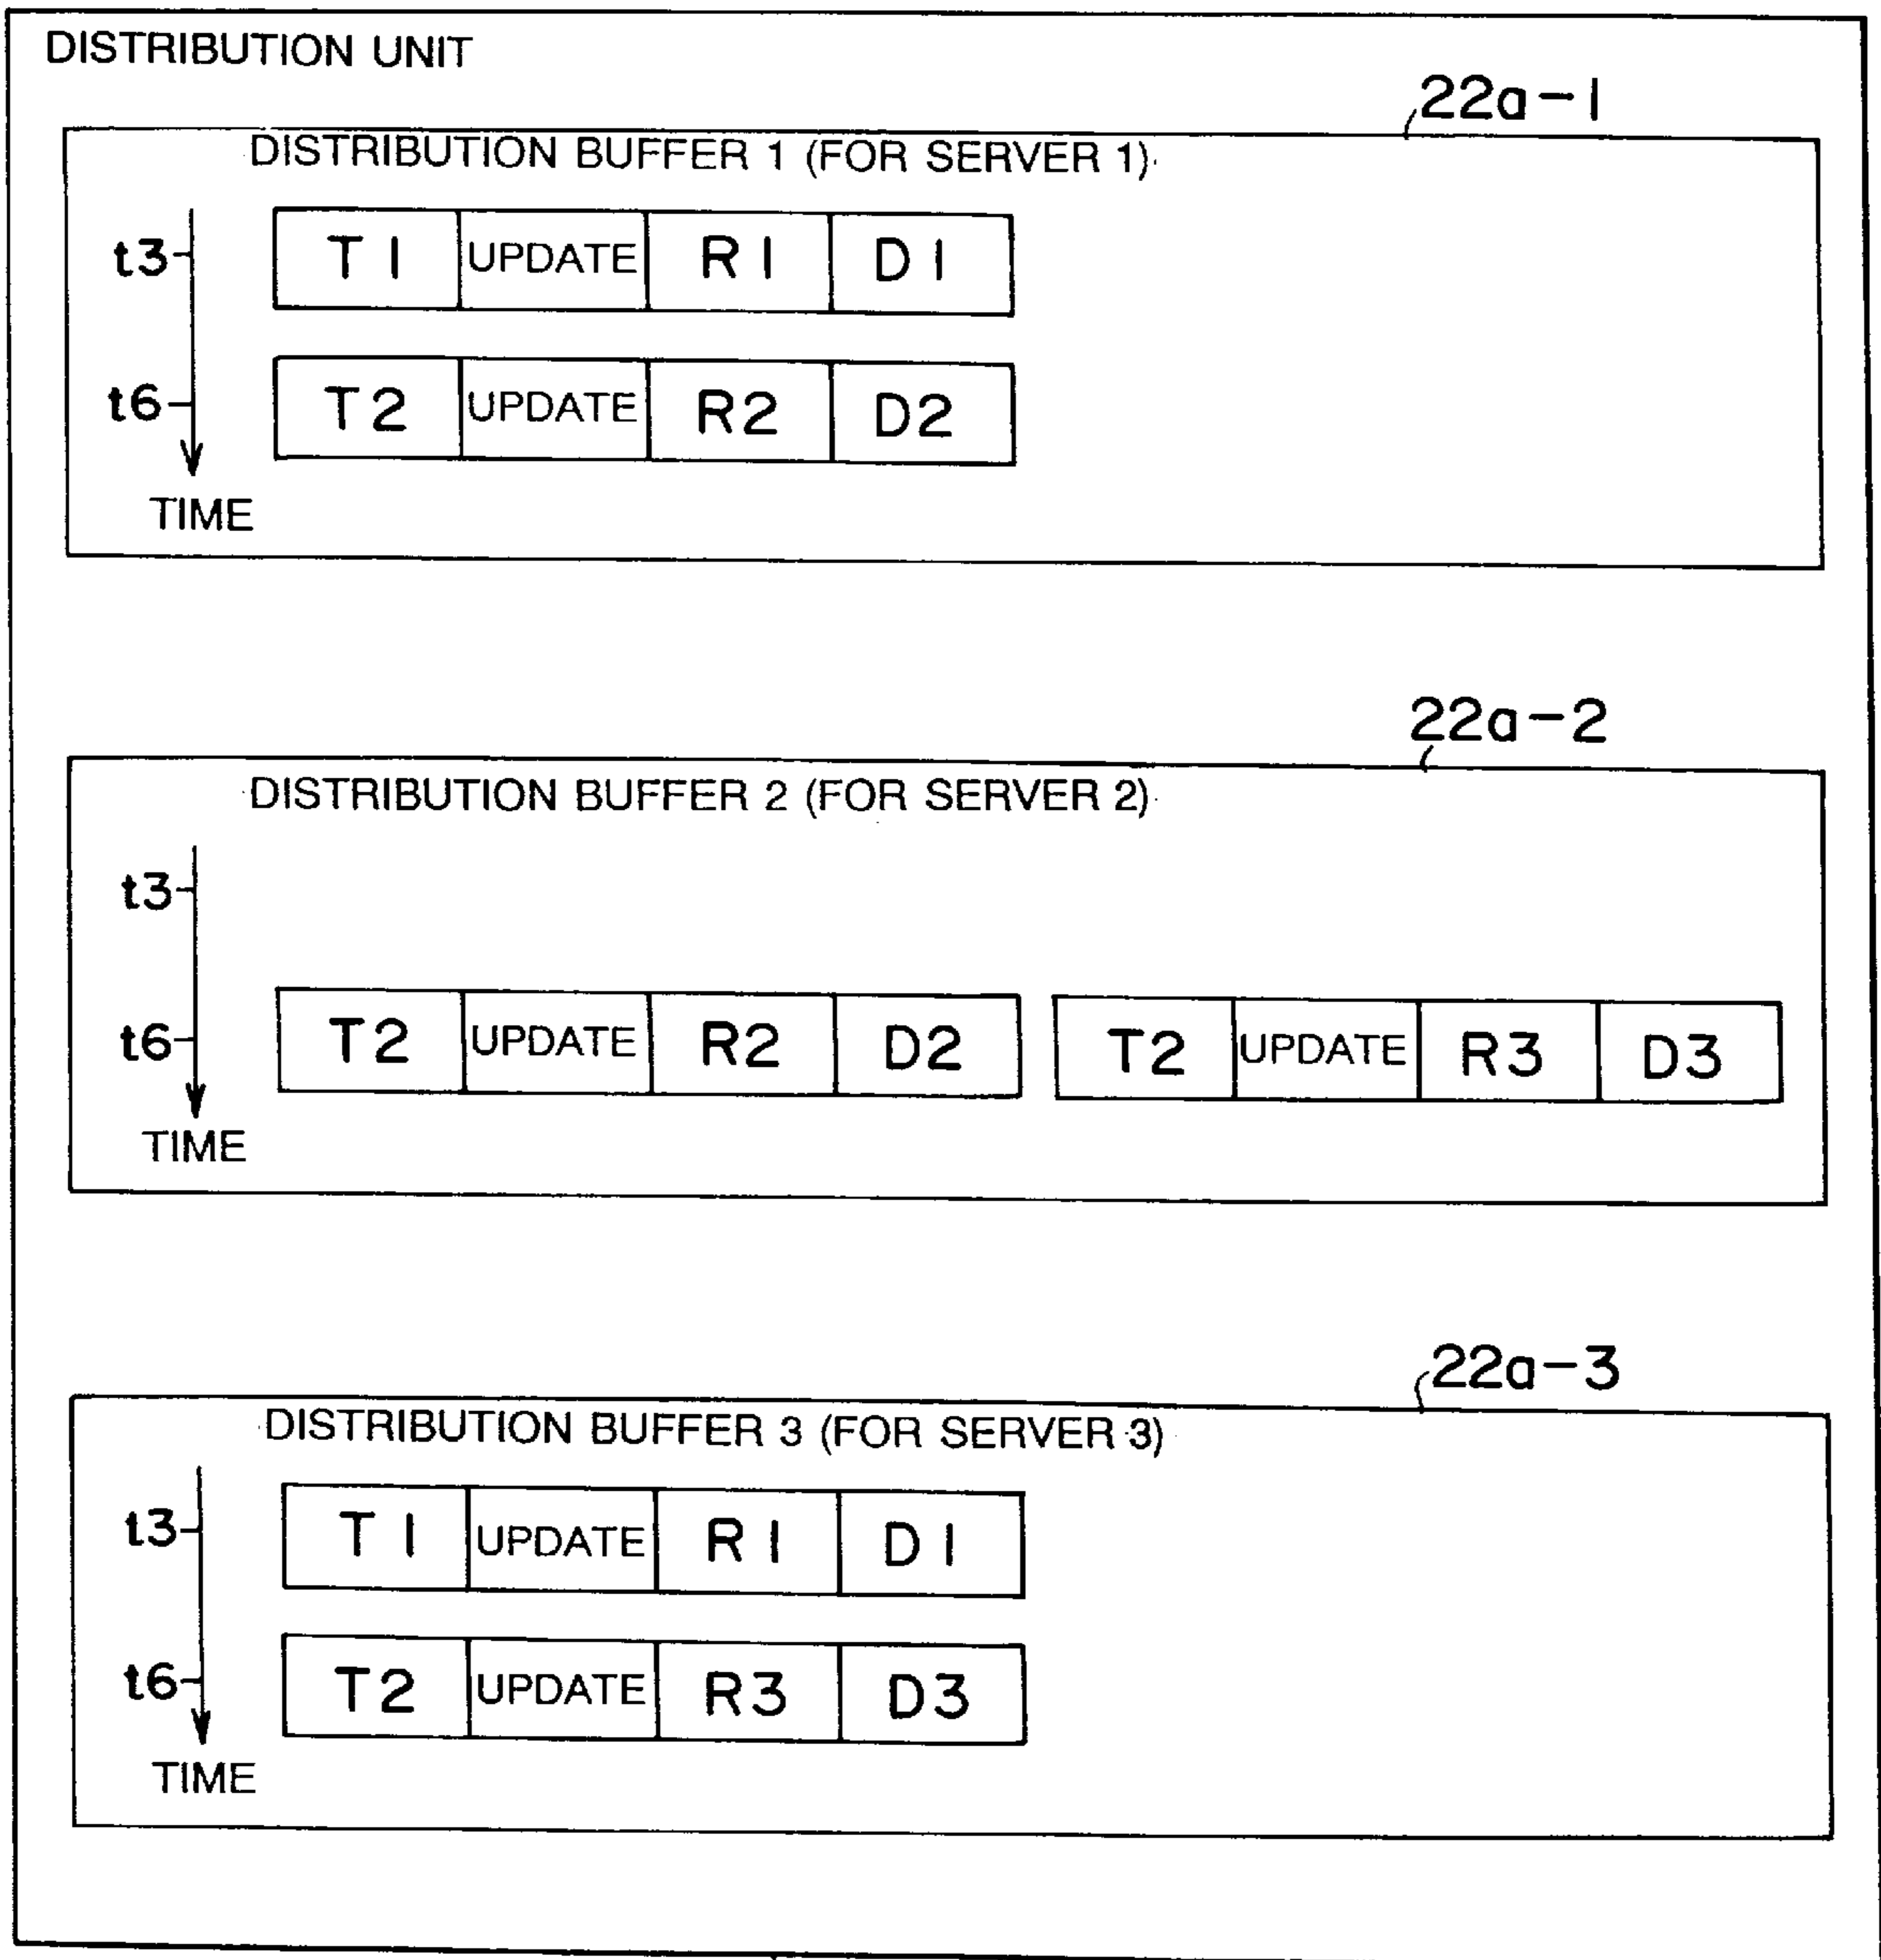 DISTRIBUTION UNIT
22a-1
DISTRIBUTION BUFFER 1 (FOR SERVER 1)
t3 T1 UPDATE R1 D1
t6 T2 UPDATE R2 D2
TIME
22a-2
DISTRIBUTION BUFFER 2 (FOR SERVER 2)
t3
t6 T2 UPDATE R2 D2 T2 UPDATE R3 D3
TIME
22a-3
DISTRIBUTION BUFFER 3 (FOR SERVER 3)
t3 T1 UPDATE R1 D1
t6 T2 UPDATE R3 D3
TIME